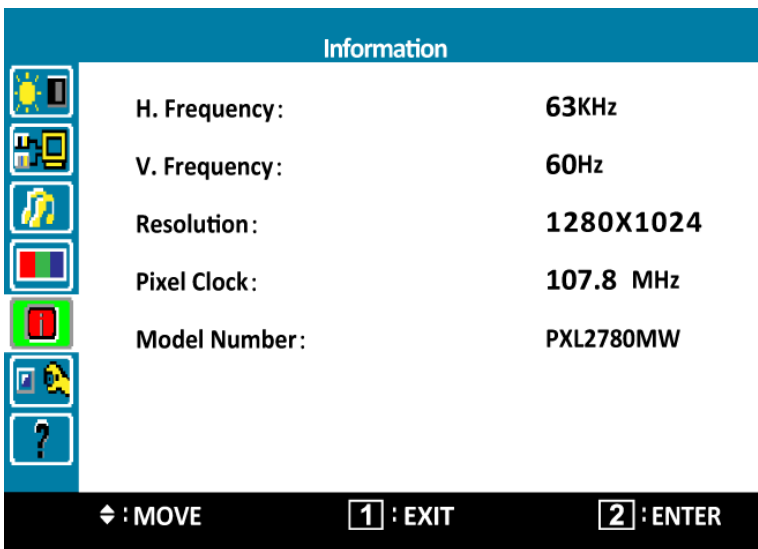 Information
H. Frequency: 63KHz
V. Frequency: 60Hz
Resolution: 1280X1024
Pixel Clock: 107.8 MHz
Model Number: PXL2780MW
i
?
: MOVE 1 : EXIT 2 : ENTER